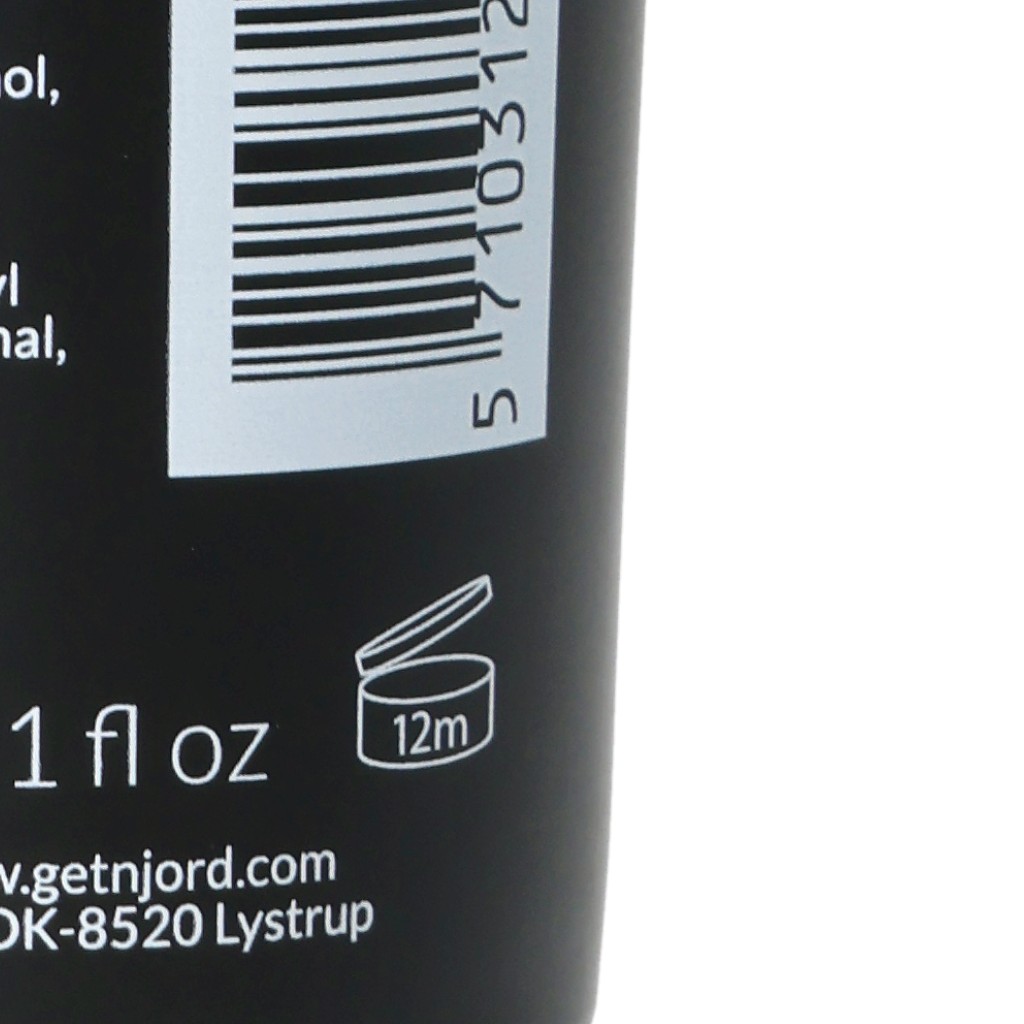 ol,
yl
nal,
5 710312
12m
1 fl oz
w.getnjord.com
DK-8520 Lystrup